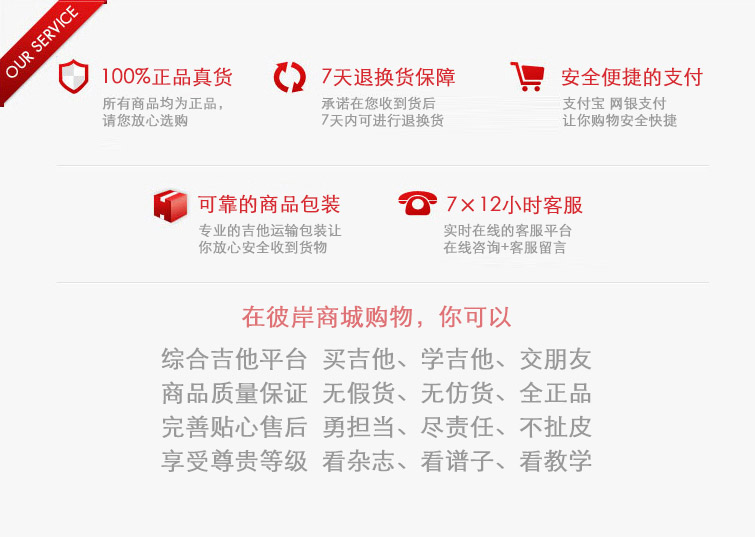 OUR SERVICE
100%正品真货
所有商品均为正品，
请您放心选购
7天退换货保障
承诺在您收到货后
7天内可进行退换货
安全便捷的支付
支付宝 网银支付
让你购物安全快捷
可靠的商品包装
专业的吉他运输包装让
你放心安全收到货物
7×12小时客服
实时在线的客服平台
在线咨询+客服留言
在彼岸商城购物，你可以
综合吉他平台 买吉他、学吉他、交朋友
商品质量保证 无假货、无仿货、全正品
完善贴心售后 勇担当、尽责任、不扯皮
享受尊贵等级 看杂志、看谱子、看教学